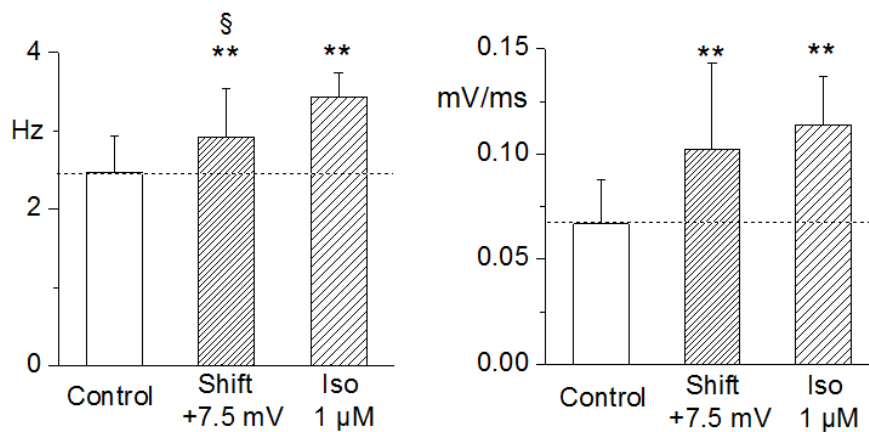 §
4
**
**
Hz
2
0
Control
Shift
+7.5 mV
Iso
1 µM
0.15
**
**
mV/ms
0.10
0.05
0.00
Control
Shift
+7.5 mV
Iso
1 µM